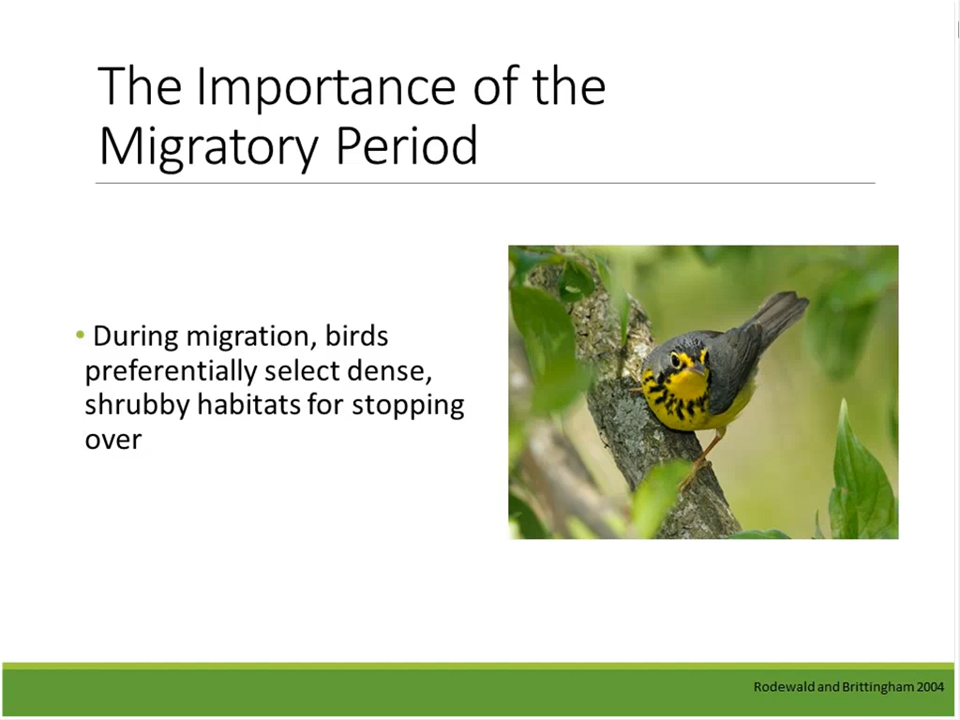 The Importance of the
Migratory Period
• During migration, birds
preferentially select dense,
shrubby habitats for stopping
over
Rodewald and Brittingham 2004